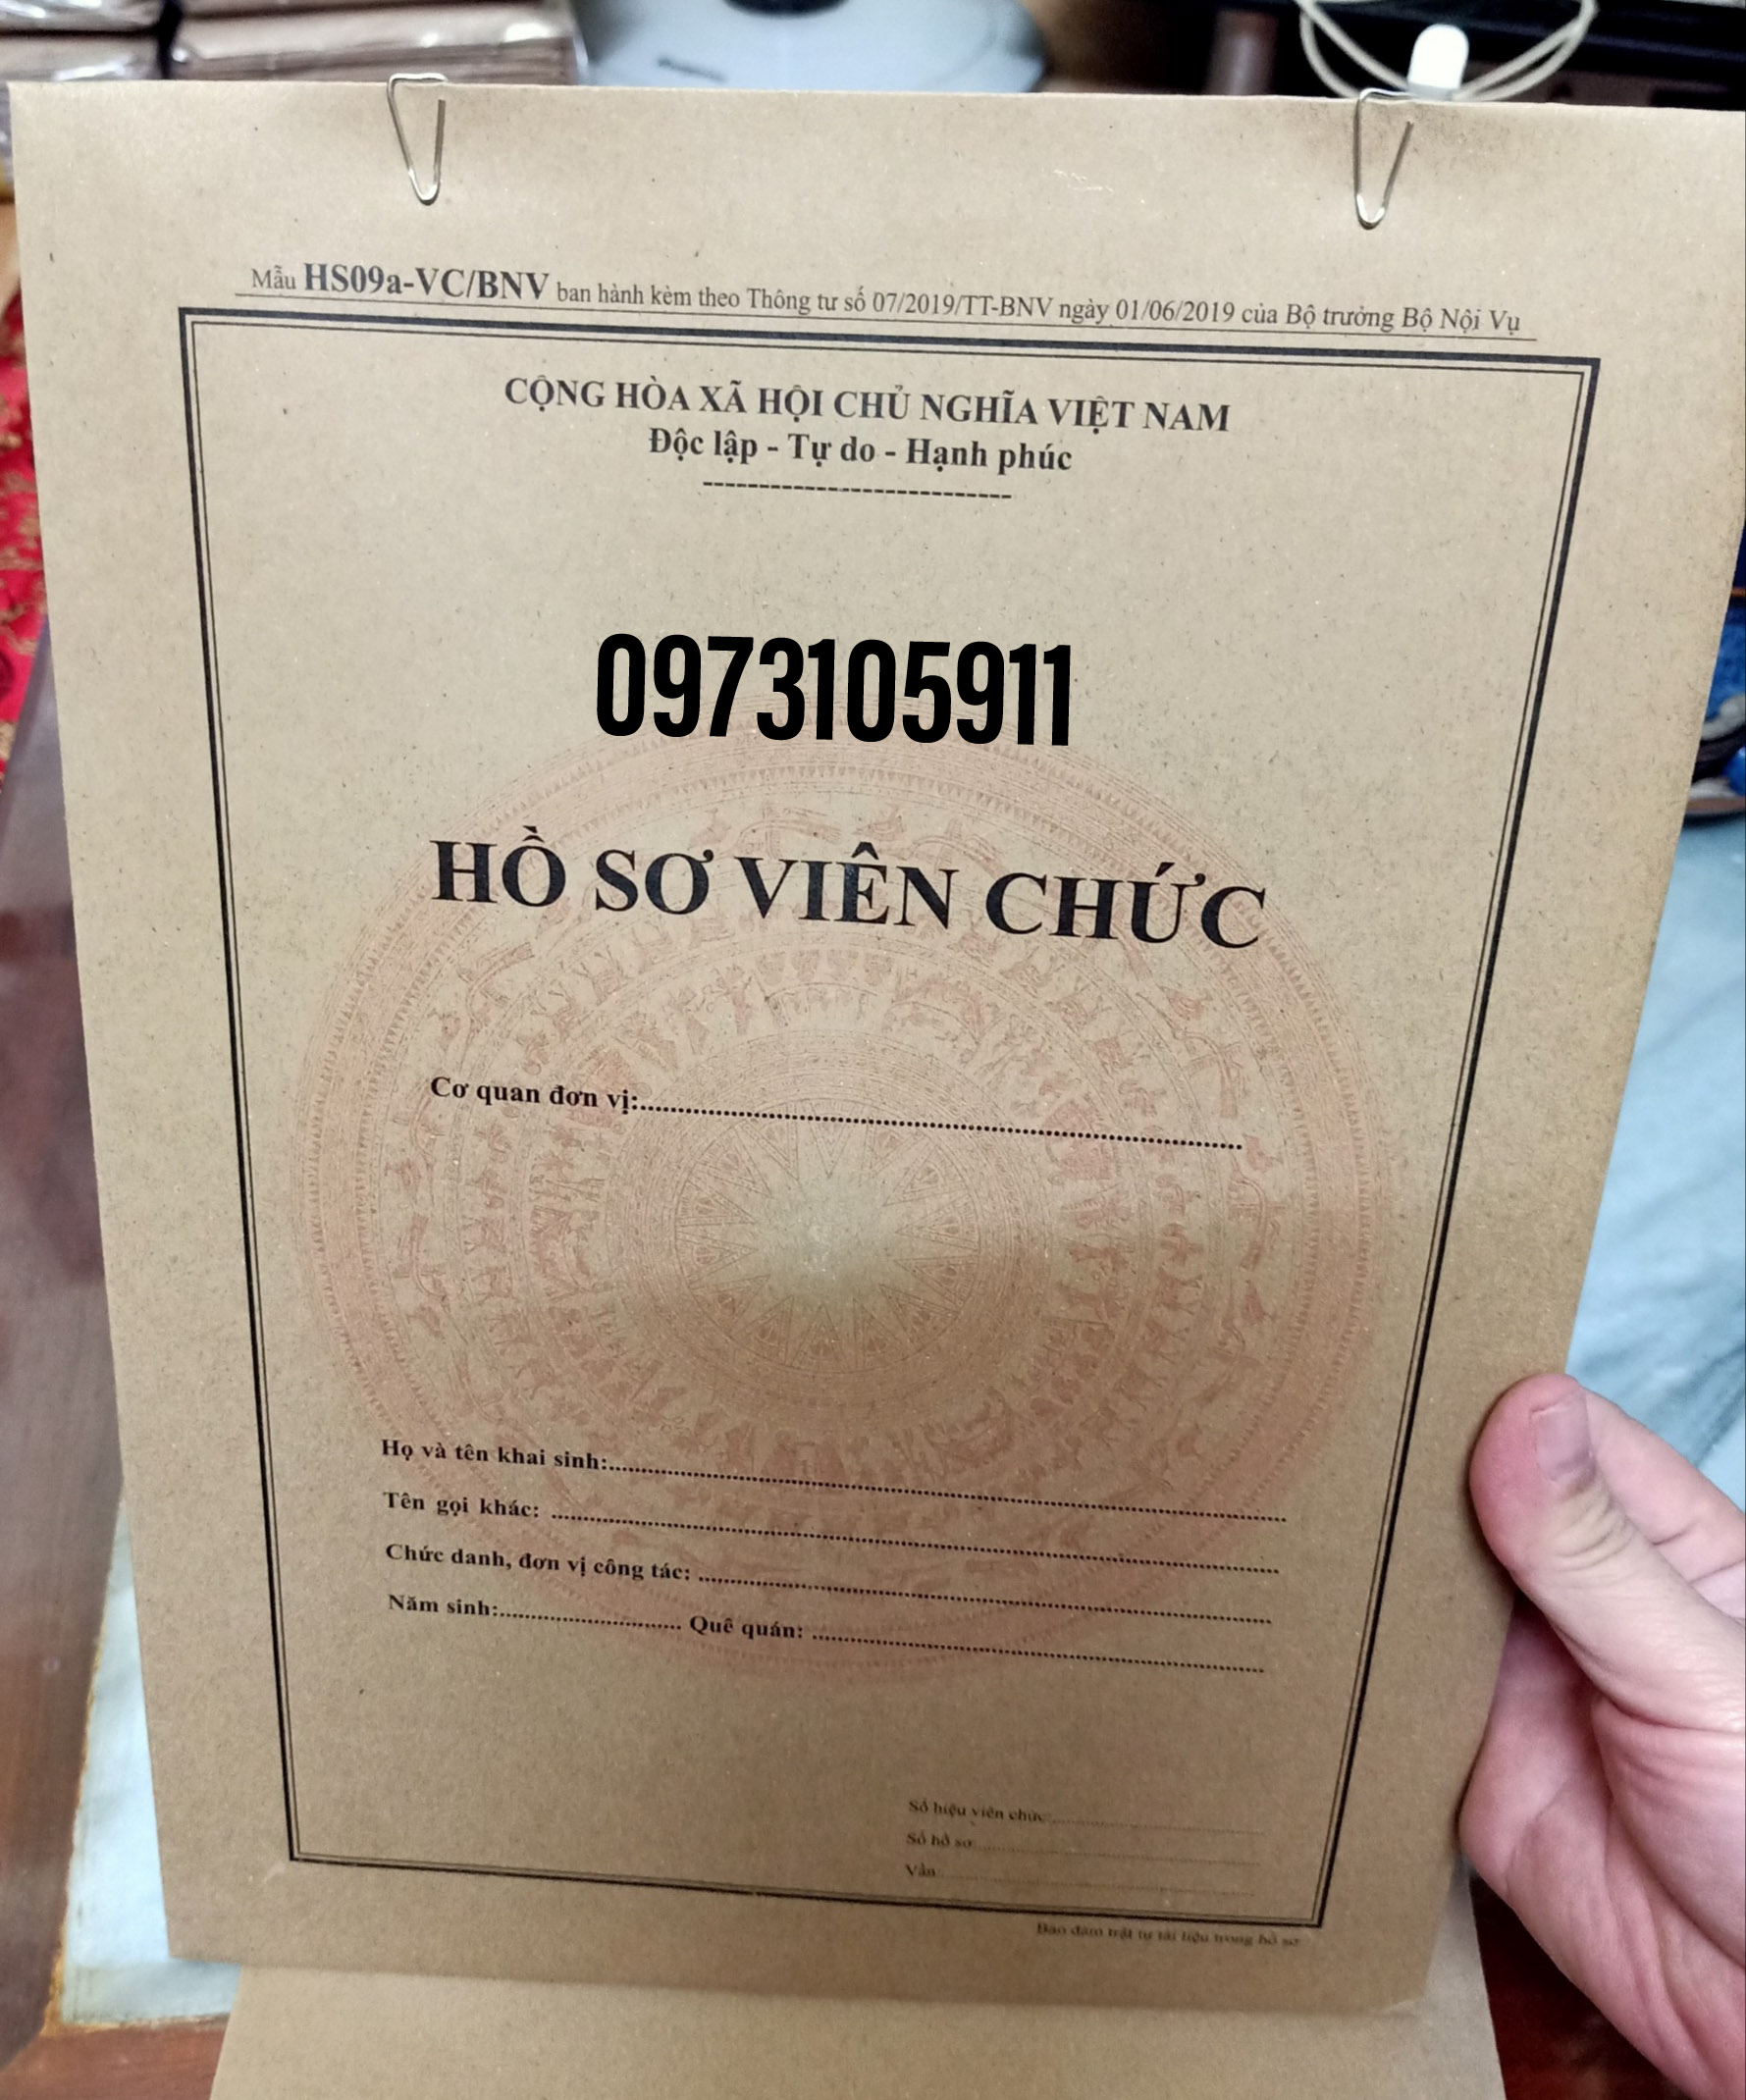 Mẫu HS09a-VC/BNV ban hành kèm theo Thông tư số 07/2019/TT-BNV ngày 01/06/2019 của Bộ trưởng Bộ Nội Vụ
CỘNG HÒA XÃ HỘI CHỦ NGHĨA VIỆT NAM
Độc lập - Tự do - Hạnh phúc
---------------------------
0973105911
HỒ SƠ VIÊN CHỨC
Cơ quan đơn vị:................................................................
Họ và tên khai sinh:................................................................
Tên gọi khác: ................................................................
Chức danh, đơn vị công tác: ................................................................
Năm sinh:............................ Quê quán: ................................................................
Số hiệu viên chức:................................
Số hồ sơ:................................
Vần................................
Bảo đảm trật tự tài liệu trong hồ sơ